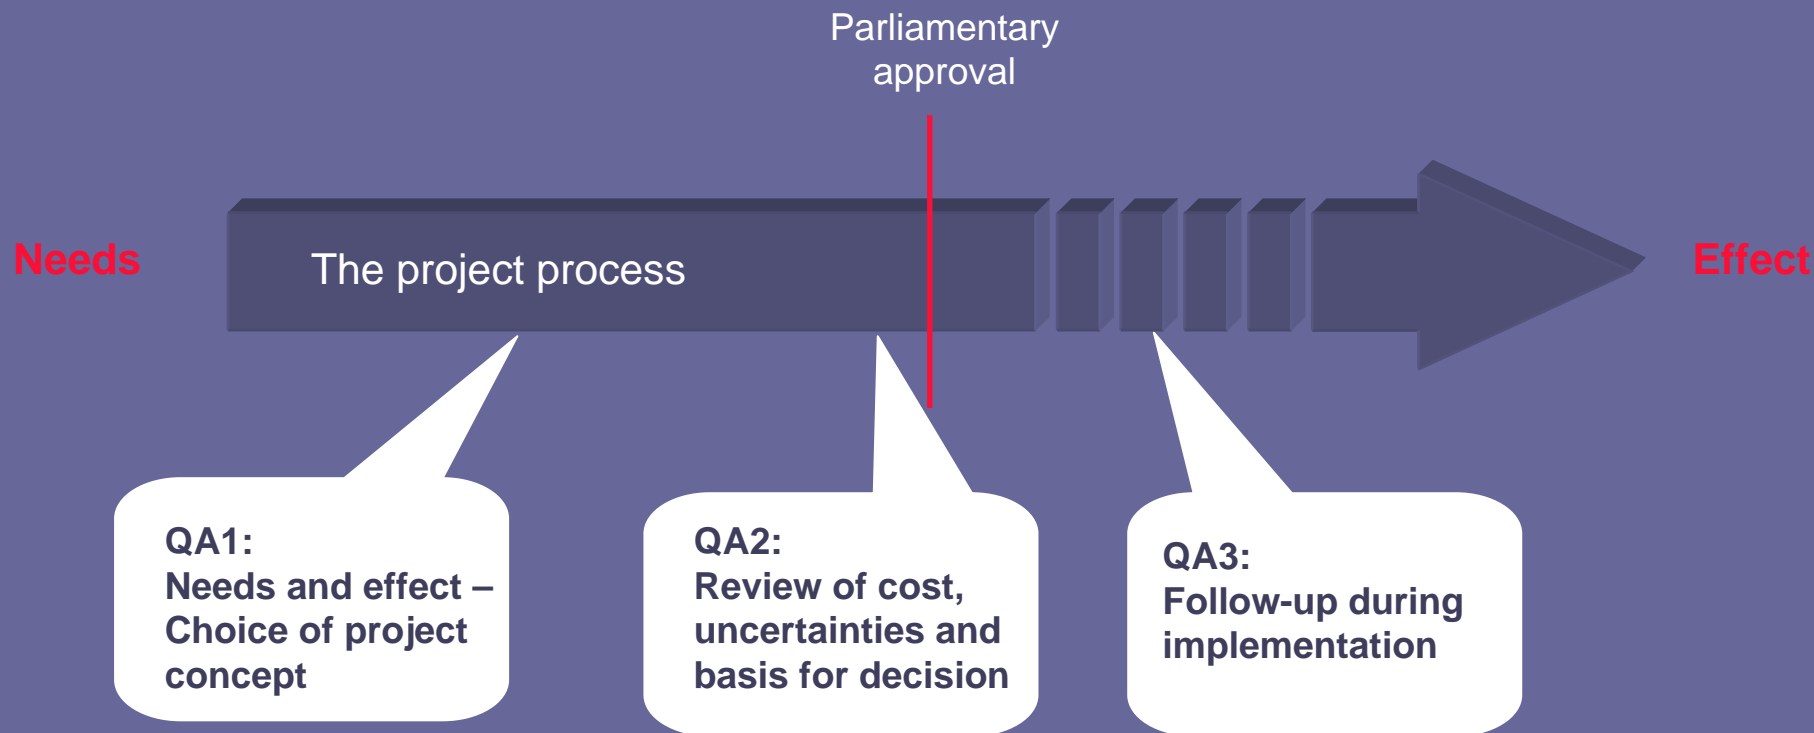 Parliamentary
approval
Needs
The project process
Effect
QA1:
Needs and effect –
Choice of project
concept
QA2:
Review of cost,
uncertainties and
basis for decision
QA3:
Follow-up during
implementation